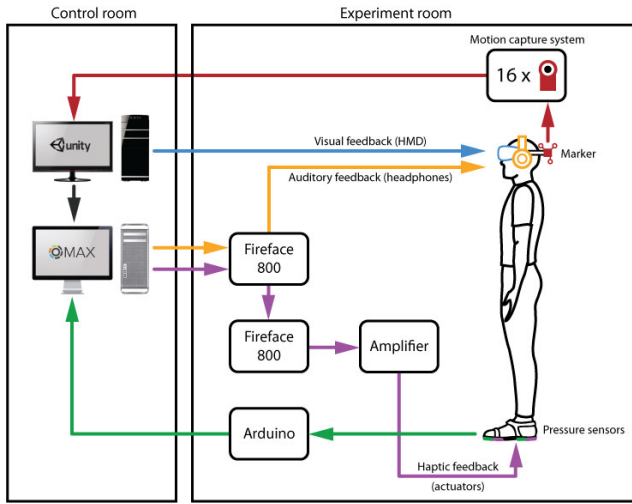 Control room
Experiment room
Motion capture system
16 x
unity
Visual feedback (HMD)
Marker
Auditory feedback (headphones)
MAX
Fireface
800
Fireface
800
Amplifier
Arduino
Pressure sensors
Haptic feedback
(actuators)